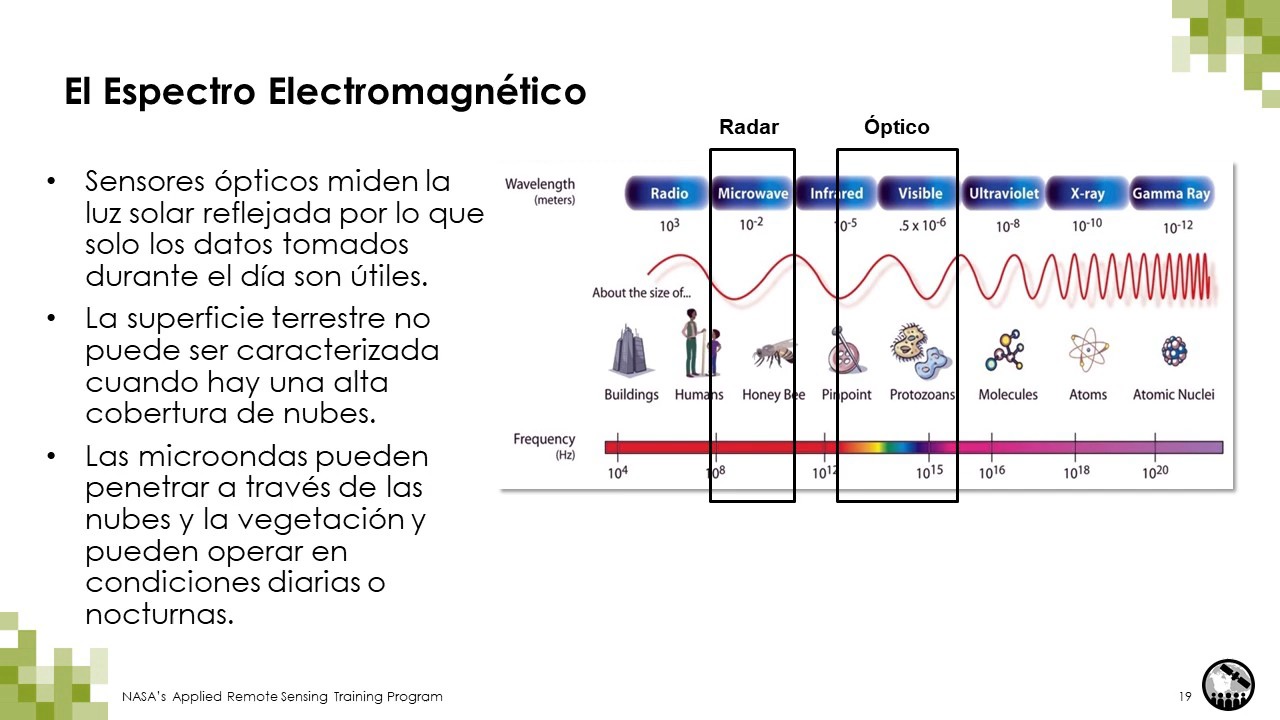 El Espectro Electromagnético
• Sensores ópticos miden la
luz solar reflejada por lo que
solo los datos tomados
durante el día son útiles.
• La superficie terrestre no
puede ser caracterizada
cuando hay una alta
cobertura de nubes.
• Las microondas pueden
penetrar a través de las
nubes y la vegetación y
pueden operar en
condiciones diarias o
nocturnas.
Radar Óptico
Wavelength
(meters)
Radio Microwave Infrared Visible Ultraviolet X-ray Gamma Ray
10³ 10⁻² 10⁻⁵ .5 x 10⁻⁶ 10⁻⁸ 10⁻¹⁰ 10⁻¹²
About the size of...
Buildings Humans Honey Bee Pinpoint Protozoans Molecules Atoms Atomic Nuclei
Frequency
(Hz)
10⁴ 10⁸ 10¹² 10¹⁵ 10¹⁶ 10¹⁸ 10²⁰
NASA's Applied Remote Sensing Training Program 19